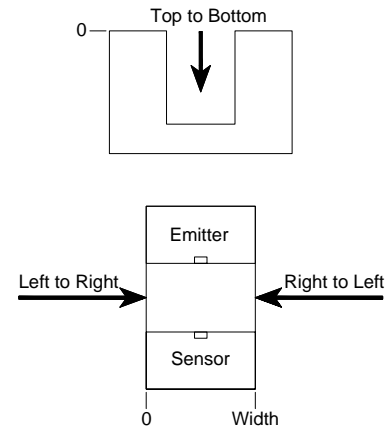 Top to Bottom
0
Emitter
Left to Right
Right to Left
Sensor
0
Width